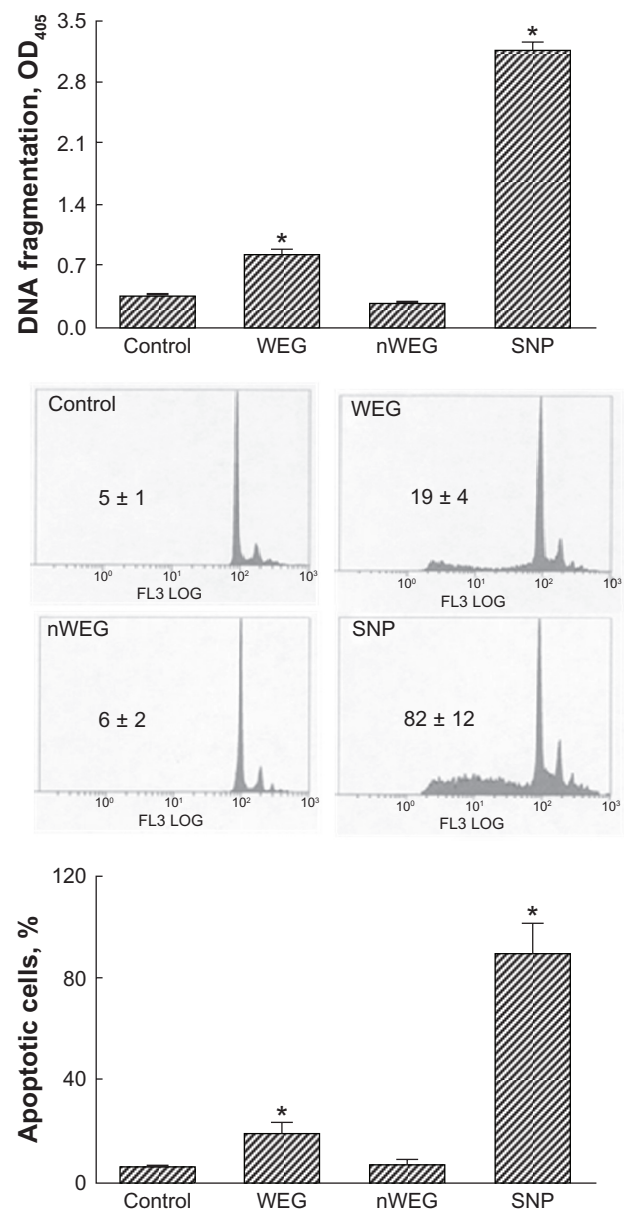 DNA fragmentation, OD405
3.5
2.8
2.1
1.4
0.7
0.0
*
*
Control WEG nWEG SNP
Control
5 ± 1
10⁰ 10¹ 10² 10³
FL3 LOG
WEG
19 ± 4
10⁰ 10¹ 10² 10³
FL3 LOG
nWEG
6 ± 2
10⁰ 10¹ 10² 10³
FL3 LOG
SNP
82 ± 12
10⁰ 10¹ 10² 10³
FL3 LOG
Apoptotic cells, %
120
80
40
0
*
*
Control WEG nWEG SNP